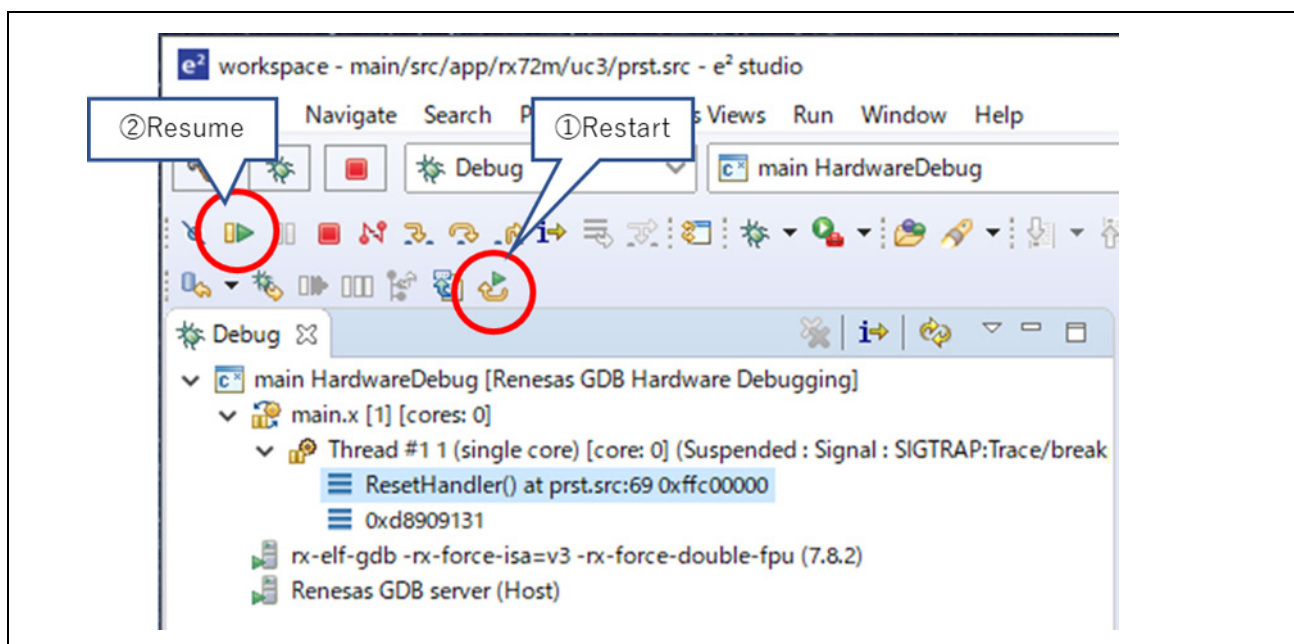 e² workspace - main/src/app/rx72m/uc3/prst.src - e² studio
Navigate Search P s Views Run Window Help
②Resume
①Restart
Debug
c main HardwareDebug
Debug
main HardwareDebug [Renesas GDB Hardware Debugging]
main.x [1] [cores: 0]
Thread #1 1 (single core) [core: 0] (Suspended : Signal : SIGTRAP:Trace/break
ResetHandler() at prst.src:69 0xffc00000
0xd8909131
rx-elf-gdb -rx-force-isa=v3 -rx-force-double-fpu (7.8.2)
Renesas GDB server (Host)